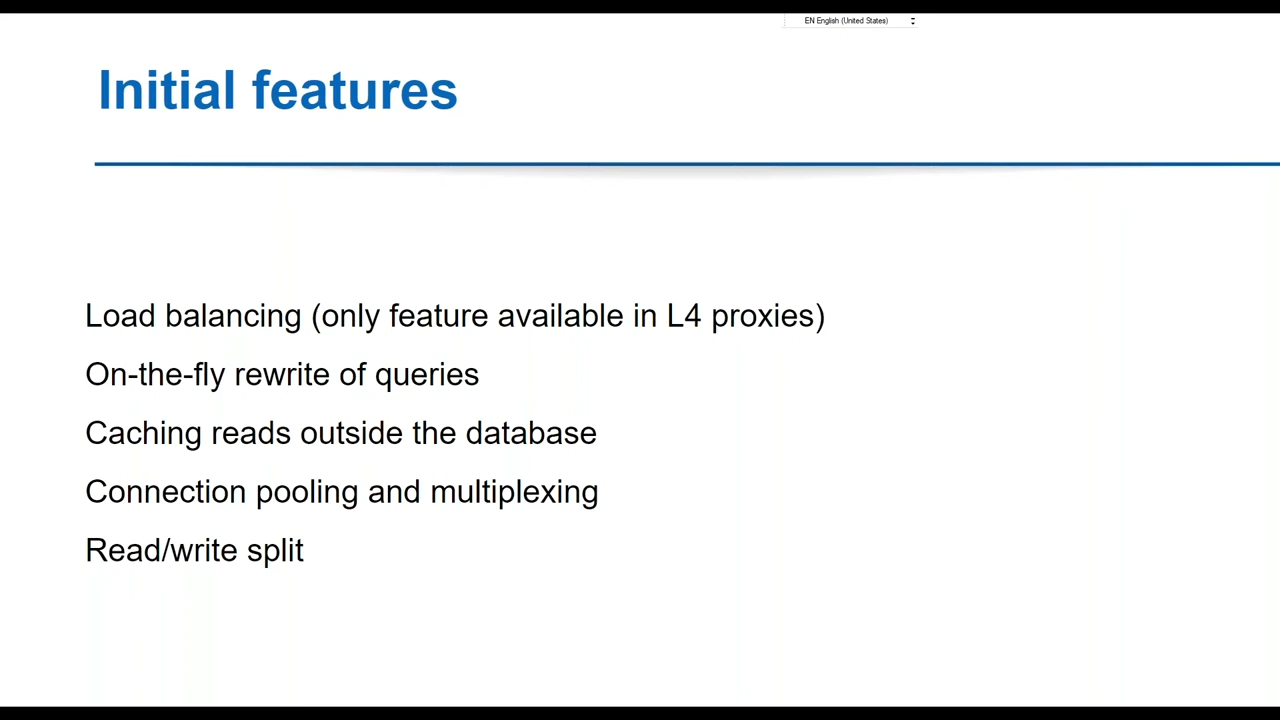 EN English (United States)
Initial features
Load balancing (only feature available in L4 proxies)
On-the-fly rewrite of queries
Caching reads outside the database
Connection pooling and multiplexing
Read/write split